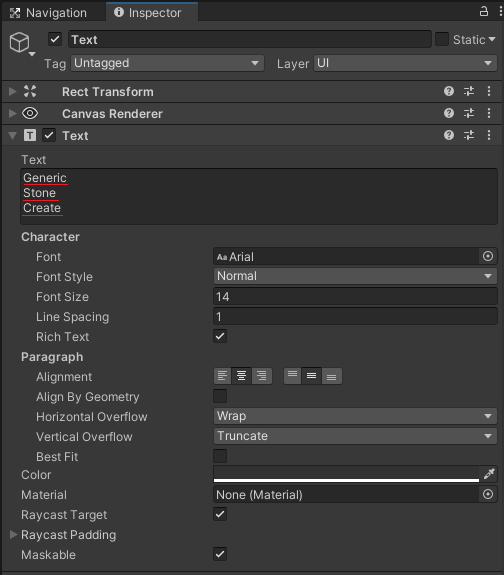 Navigation Inspector
Text Static
Tag Untagged Layer UI
Rect Transform
Canvas Renderer
T Text
Text
Generic
Stone
Create
Character
Font Aa Arial
Font Style Normal
Font Size 14
Line Spacing 1
Rich Text
Paragraph
Alignment
Align By Geometry
Horizontal Overflow Wrap
Vertical Overflow Truncate
Best Fit
Color
Material None (Material)
Raycast Target
Raycast Padding
Maskable